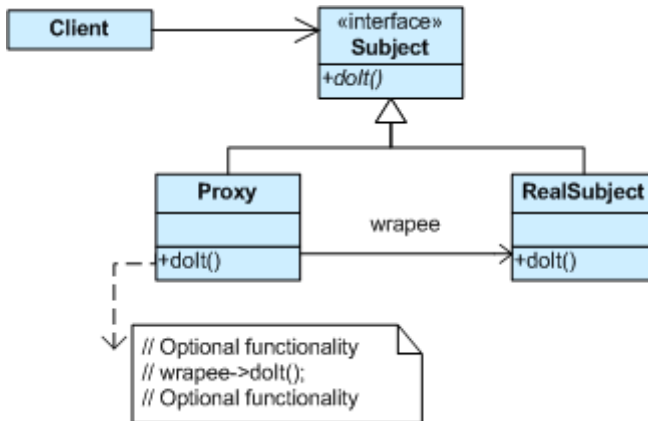 Client
«interface»
Subject
+doIt()
Proxy
RealSubject
wrapee
+doIt()
+doIt()
// Optional functionality
// wrapee->doIt();
// Optional functionality